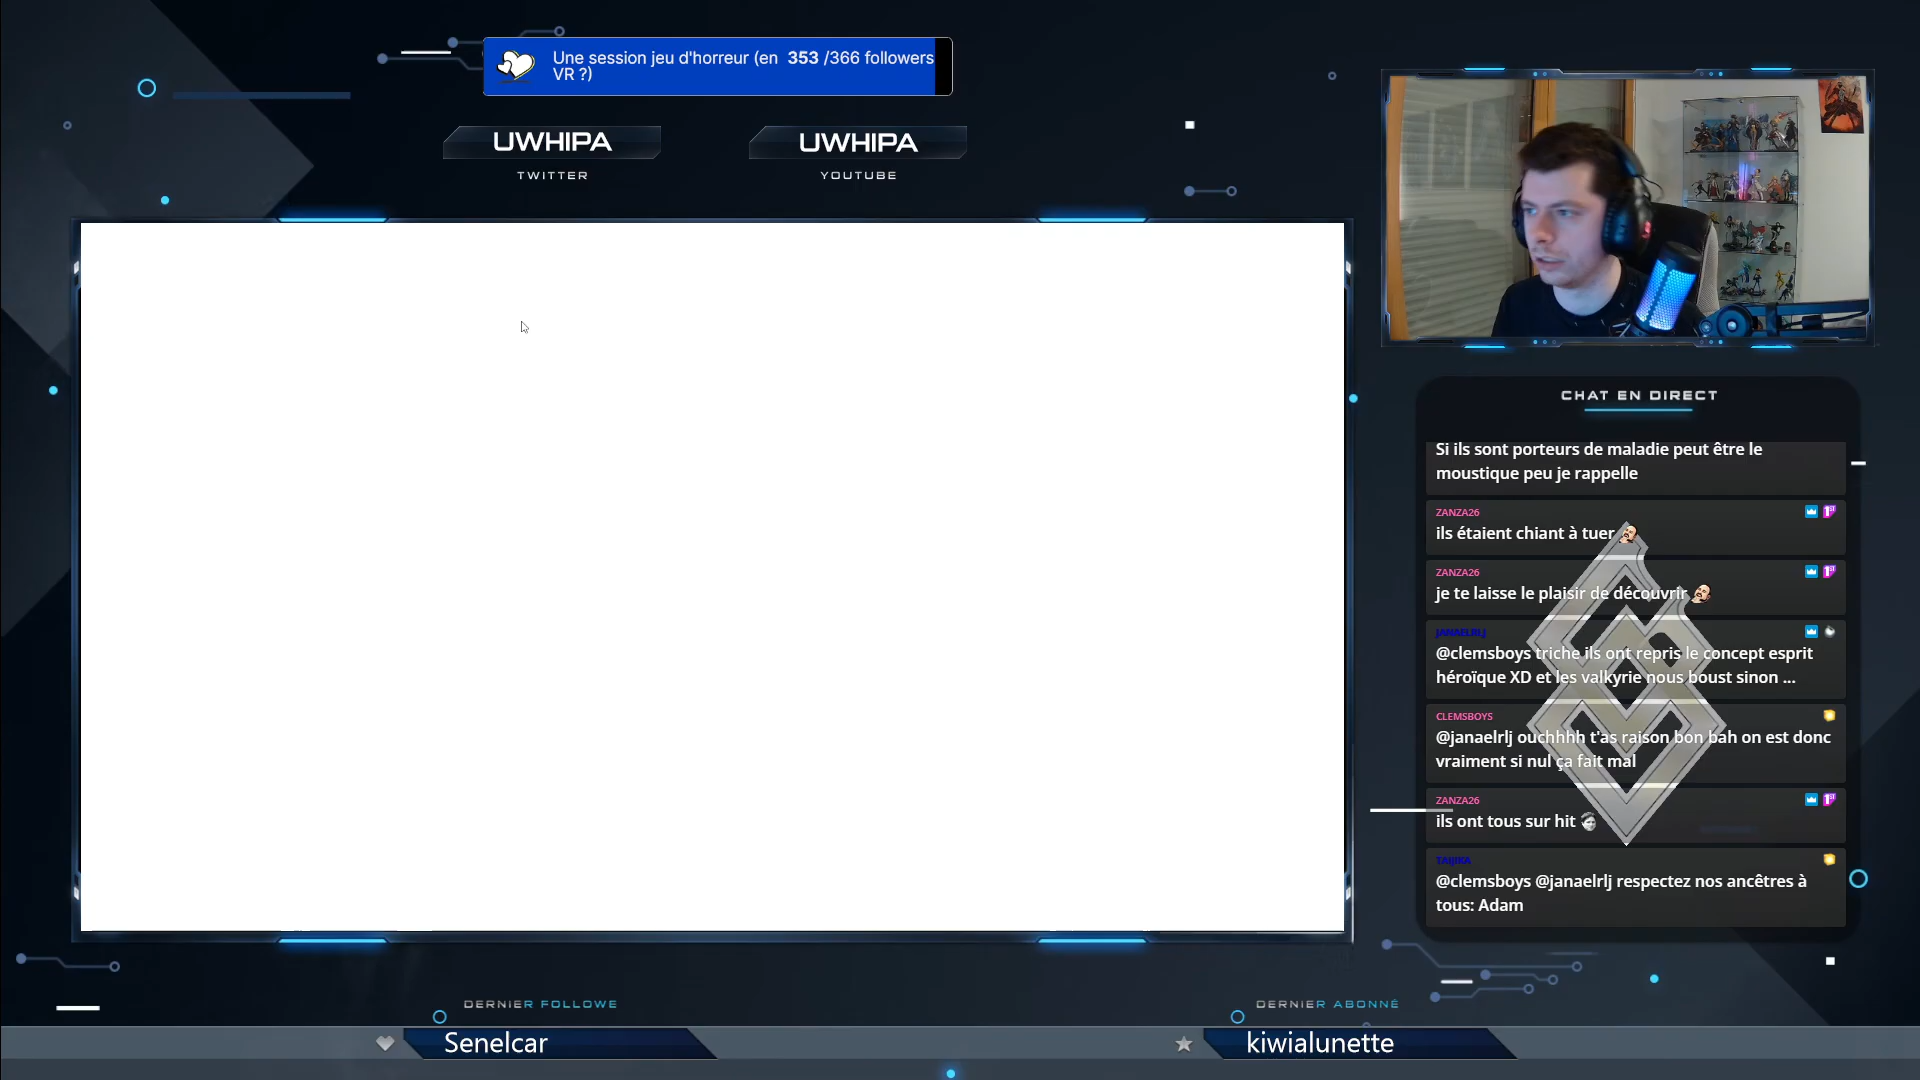 Une session jeu d'horreur (en 353 /366 followers
VR ?)
UWHIPA
TWITTER
UWHIPA
YOUTUBE
CHAT EN DIRECT
Si ils sont porteurs de maladie peut être le
moustique peu je rappelle
ZANZA26
ils étaient chiant à tuer
ZANZA26
je te laisse le plaisir de découvrir
JANAELRLJ
@clemsboys triche ils ont repris le concept esprit
héroïque XD et les valkyrie nous boust sinon ...
CLEMSBOYS
@janaelrlj ouchhhh t'as raison bon bah on est donc
vraiment si nul ça fait mal
ZANZA26
ils ont tous sur hit
TAIJIKA
@clemsboys @janaelrlj respectez nos ancêtres à
tous: Adam
DERNIER FOLLOWE
Senelcar
DERNIER ABONNÉ
kiwialunette